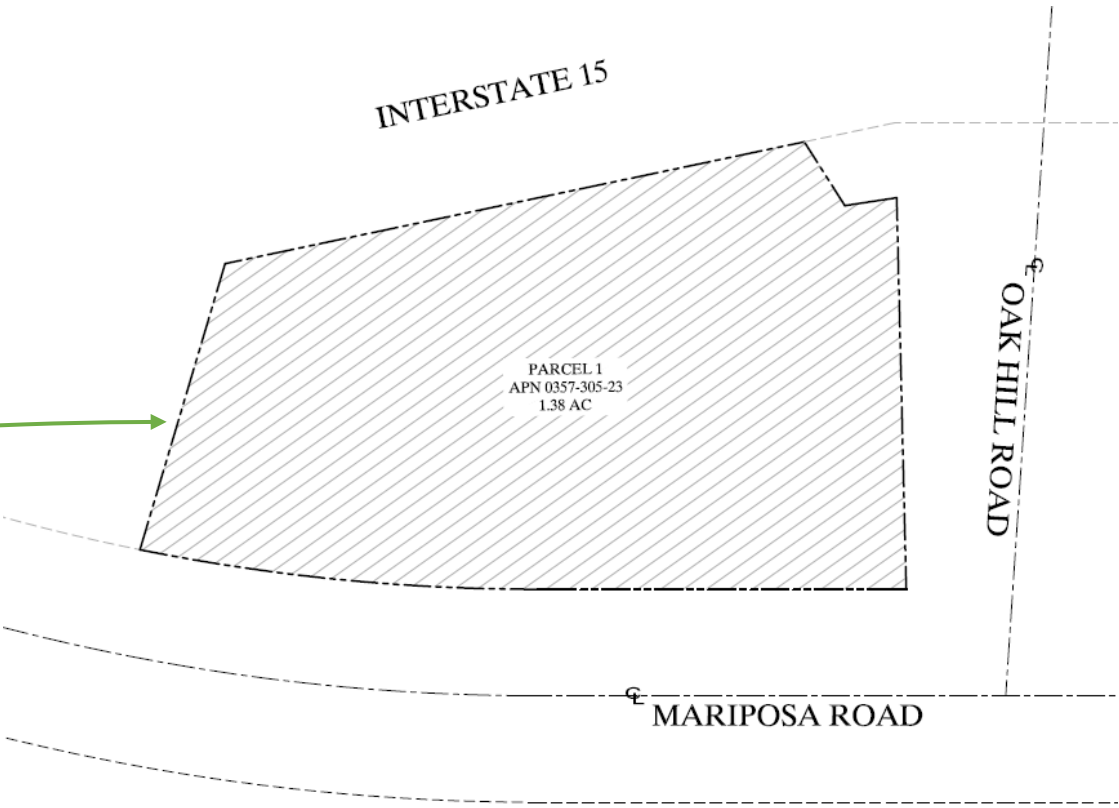 INTERSTATE 15
PARCEL 1
APN 0357-305-23
1.38 AC
℄
OAK HILL ROAD
℄
MARIPOSA ROAD